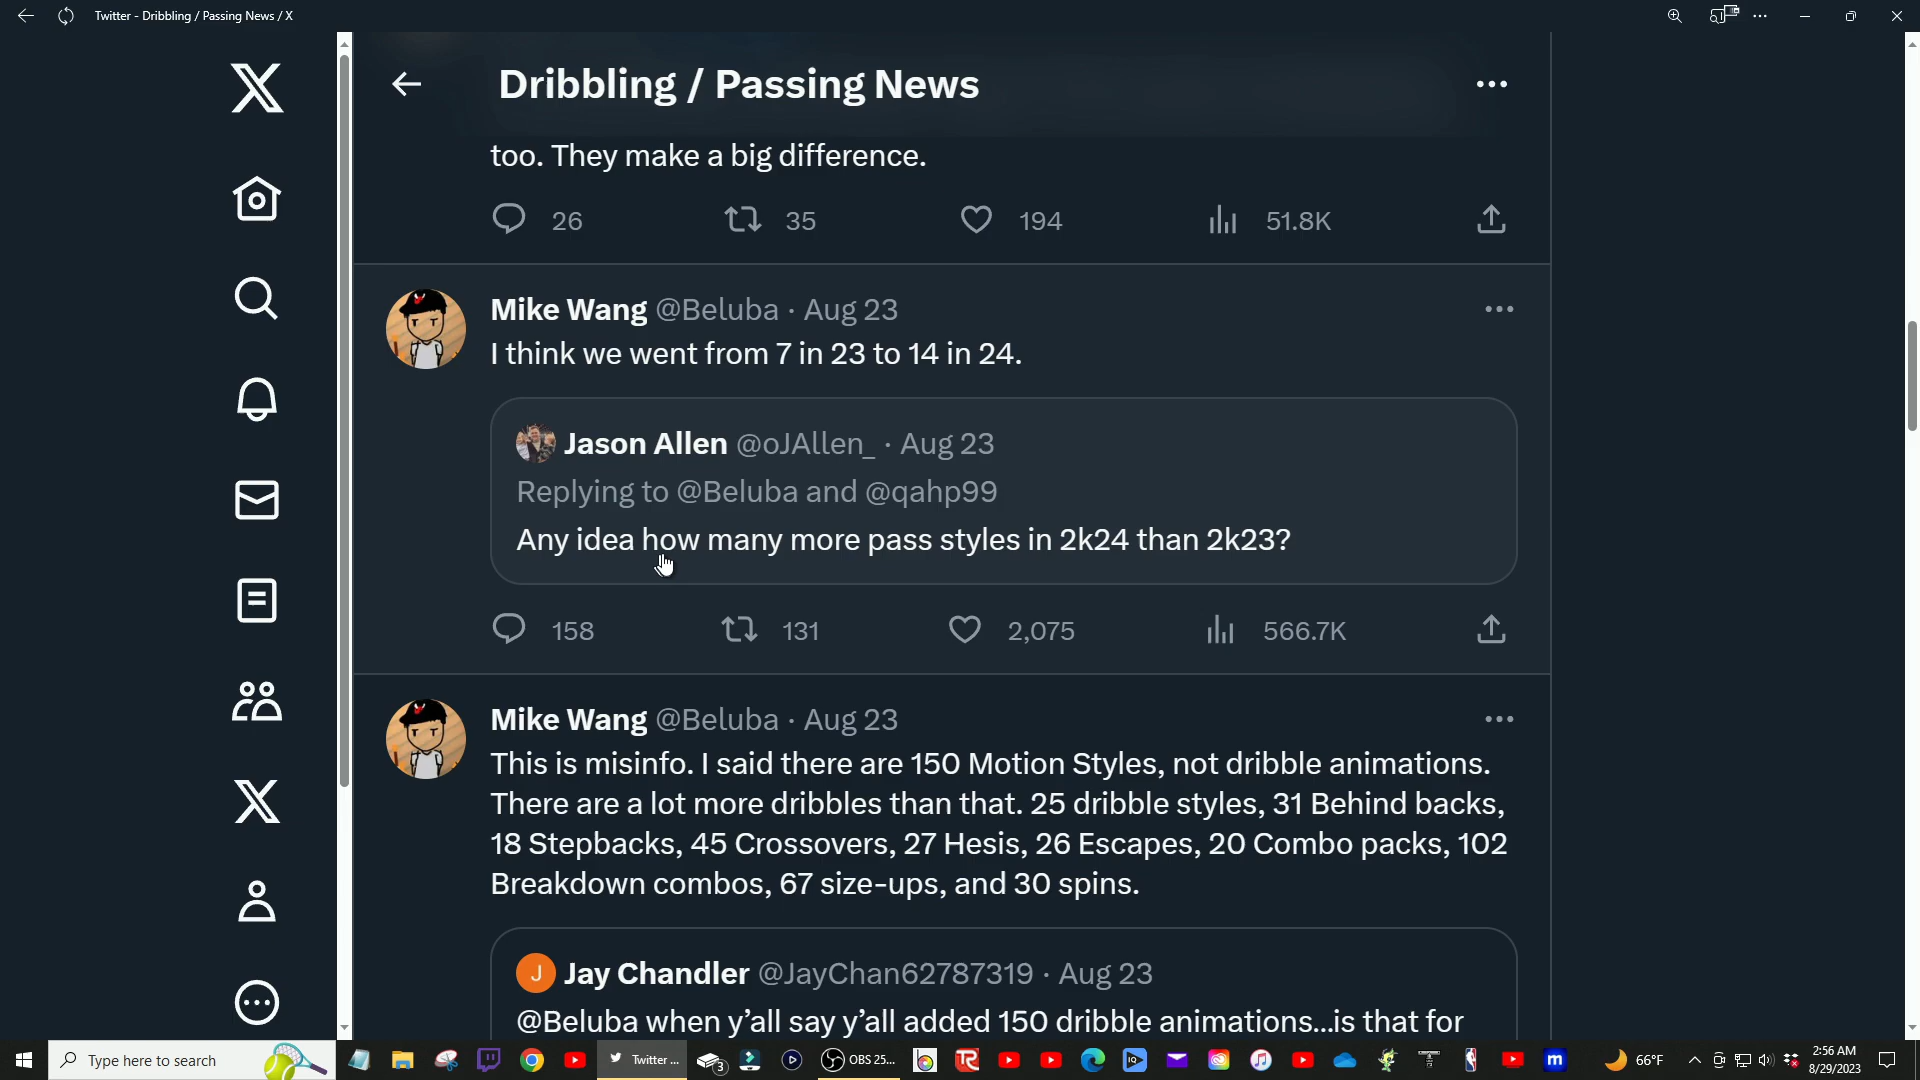 Twitter - Dribbling / Passing News / X
Dribbling / Passing News
too. They make a big difference.
26 35 194 51.8K
Mike Wang @Beluba · Aug 23
I think we went from 7 in 23 to 14 in 24.
Jason Allen @oJAllen_ · Aug 23
Replying to @Beluba and @qahp99
Any idea how many more pass styles in 2k24 than 2k23?
158 131 2,075 566.7K
Mike Wang @Beluba · Aug 23
This is misinfo. I said there are 150 Motion Styles, not dribble animations.
There are a lot more dribbles than that. 25 dribble styles, 31 Behind backs,
18 Stepbacks, 45 Crossovers, 27 Hesis, 26 Escapes, 20 Combo packs, 102
Breakdown combos, 67 size-ups, and 30 spins.
J Jay Chandler @JayChan62787319 · Aug 23
@Beluba when y'all say y'all added 150 dribble animations...is that for
Type here to search Twitter ... 3 OBS 25... 66°F 2:56 AM
8/29/2023